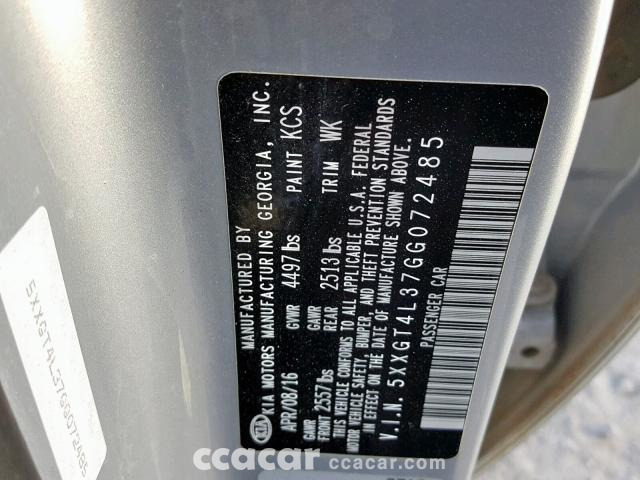 MANUFACTURED BY
KIA MOTORS MANUFACTURING GEORGIA, INC.
KIA
APR/08/16 GVWR 4497 lbs PAINT KCS
GAWR FRONT 2557 lbs GAWR REAR 2513 lbs TRIM WK
THIS VEHICLE CONFORMS TO ALL APPLICABLE U.S.A. FEDERAL
MOTOR VEHICLE SAFETY, BUMPER, AND THEFT PREVENTION STANDARDS
IN EFFECT ON THE DATE OF MANUFACTURE SHOWN ABOVE.
V.I.N. 5XXGT4L37GG072485
PASSENGER CAR
5XXGT4L37GG072485
ccacar ccacar.com